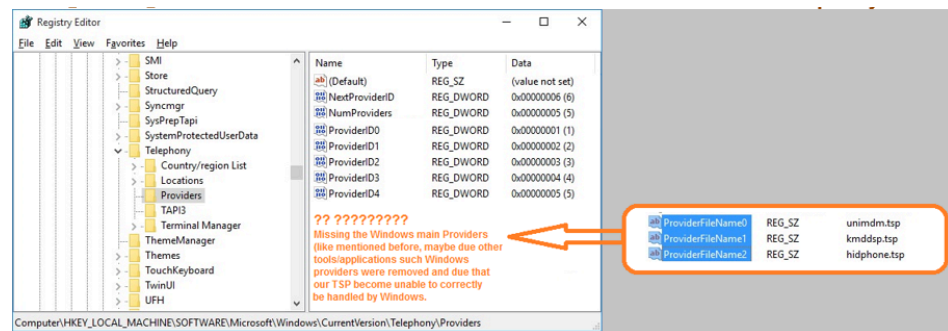 Registry Editor
File Edit View Favorites Help
SMI
Store
StructuredQuery
Syncmgr
SysPrepTapi
SystemProtectedUserData
Telephony
Country/region List
Locations
Providers
TAPI3
Terminal Manager
ThemeManager
Themes
TouchKeyboard
TwinUI
UFH
Name Type Data
(Default) REG_SZ (value not set)
NextProviderID REG_DWORD 0x00000006 (6)
NumProviders REG_DWORD 0x00000005 (5)
ProviderID0 REG_DWORD 0x00000001 (1)
ProviderID1 REG_DWORD 0x00000002 (2)
ProviderID2 REG_DWORD 0x00000003 (3)
ProviderID3 REG_DWORD 0x00000004 (4)
ProviderID4 REG_DWORD 0x00000005 (5)
?? ?????????
Missing the Windows main Providers
(like mentioned before, maybe due other
tools/applications such Windows
providers were removed and due that
our TSP become unable to correctly
be handled by Windows.
ProviderFileName0 REG_SZ unimdm.tsp
ProviderFileName1 REG_SZ kmddsp.tsp
ProviderFileName2 REG_SZ hidphone.tsp
Computer\HKEY_LOCAL_MACHINE\SOFTWARE\Microsoft\Windows\CurrentVersion\Telephony\Providers